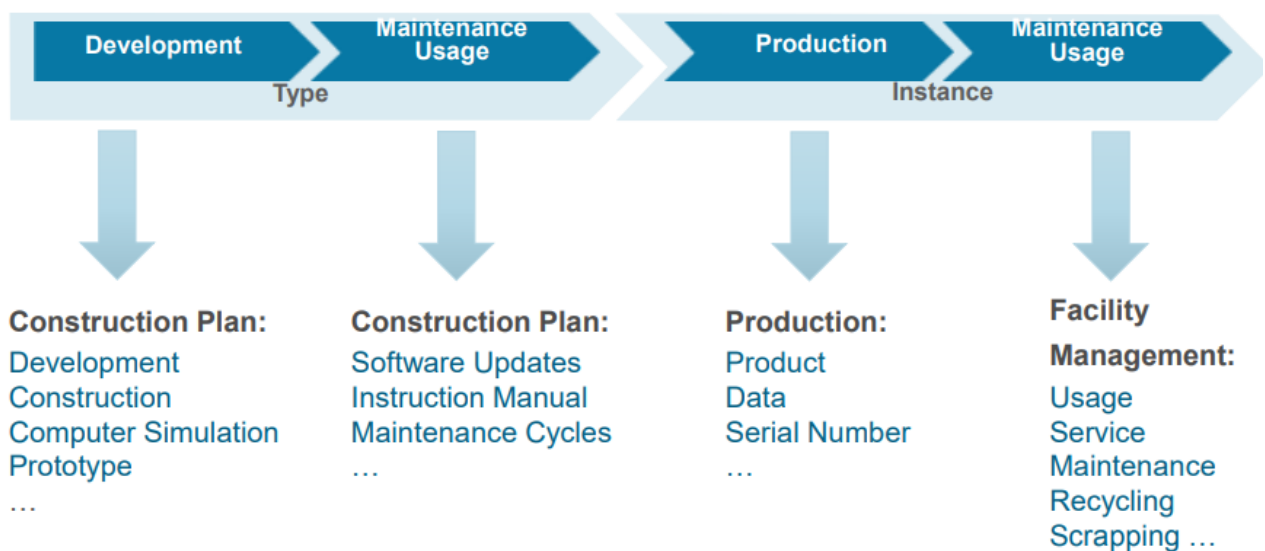 Development
Maintenance
Usage
Type
Production
Maintenance
Usage
Instance
Construction Plan:
Development
Construction
Computer Simulation
Prototype
…
Construction Plan:
Software Updates
Instruction Manual
Maintenance Cycles
…
Production:
Product
Data
Serial Number
…
Facility
Management:
Usage
Service
Maintenance
Recycling
Scrapping …